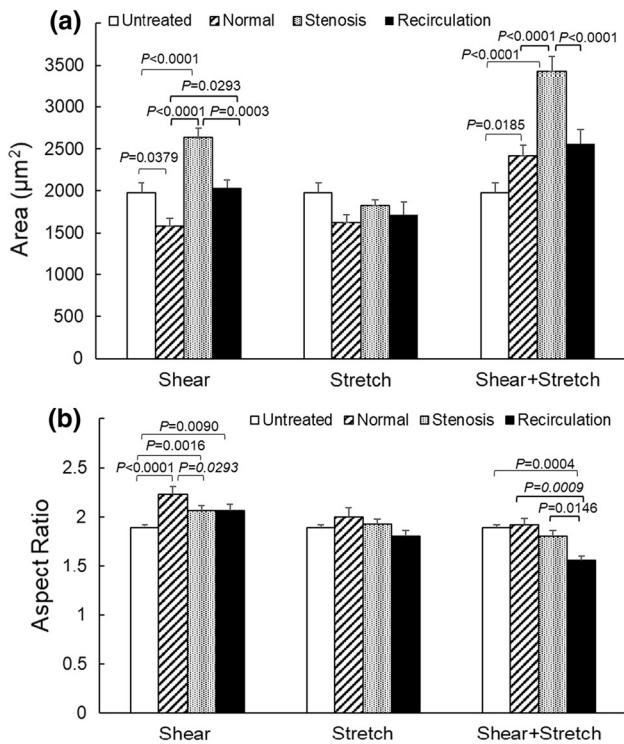 (a)
Untreated Normal Stenosis Recirculation
P<0.0001 P<0.0001
P<0.0001
3500
P=0.0293
3000
P<0.0001 P=0.0003
P=0.0185
2500
P=0.0379
2000
1500
1000
500
0
Area (µm2)
Shear Stretch Shear+Stretch
(b)
Untreated Normal Stenosis Recirculation
P=0.0090
P=0.0004
2.5
P=0.0016
P=0.0009
P<0.0001 P=0.0293
P=0.0146
2
1.5
1
0.5
0
Aspect Ratio
Shear Stretch Shear+Stretch